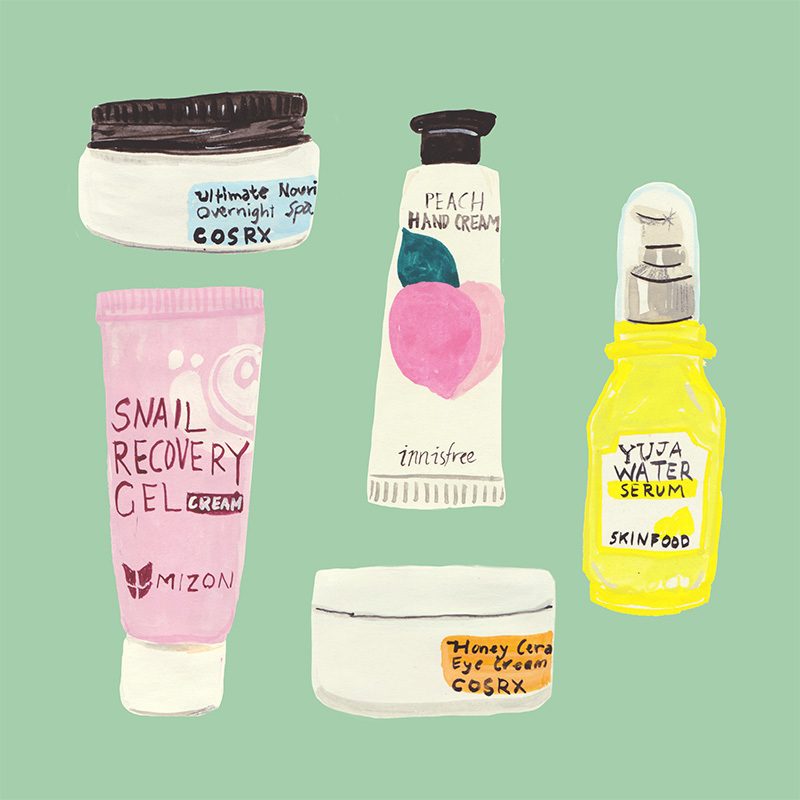 ultimate Nouri
Overnight Spa
COSRX
PEACH
HAND CREAM
innisfree
YUJA
WATER
SERUM
SKINFOOD
SNAIL
RECOVERY
GEL CREAM
MIZON
Honey Cera
Eye Cream
COSRX